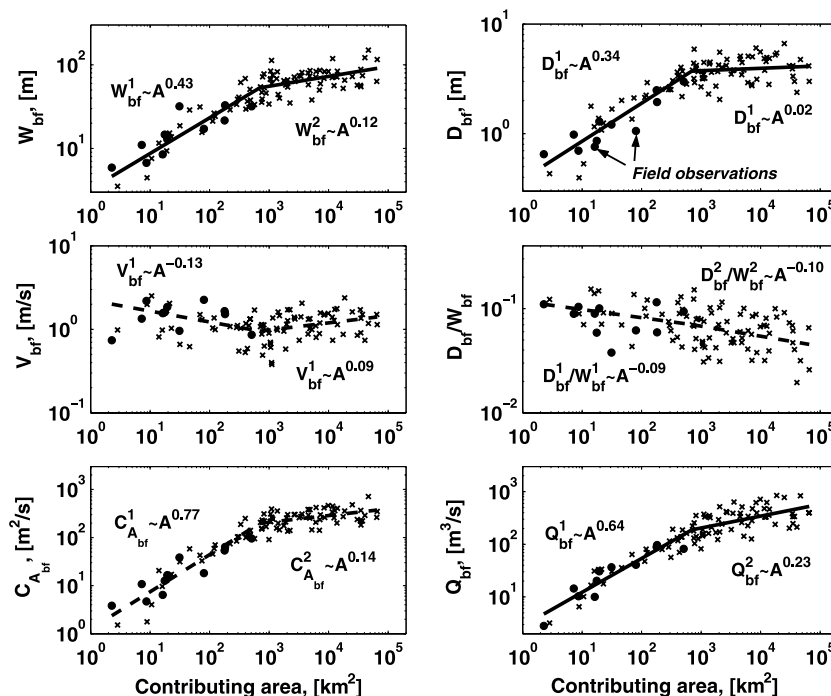 W_bf, [m]
10^2
10^1
W^1_bf~A^0.43
W^2_bf~A^0.12
10^0 10^1 10^2 10^3 10^4 10^5
D_bf, [m]
10^1
10^0
10^-1
D^1_bf~A^0.34
D^1_bf~A^0.02
Field observations
10^0 10^1 10^2 10^3 10^4 10^5
V_bf, [m/s]
10^1
10^0
10^-1
V^1_bf~A^-0.13
V^1_bf~A^0.09
10^0 10^1 10^2 10^3 10^4 10^5
D_bf/W_bf
10^-1
10^-2
D^2_bf/W^2_bf~A^-0.10
D^1_bf/W^1_bf~A^-0.09
10^0 10^1 10^2 10^3 10^4 10^5
C_A_bf, [m^2/s]
10^3
10^2
10^1
10^0
C^1_A_bf~A^0.77
C^2_A_bf~A^0.14
10^0 10^1 10^2 10^3 10^4 10^5
Contributing area, [km^2]
Q_bf, [m^3/s]
10^3
10^2
10^1
Q^1_bf~A^0.64
Q^2_bf~A^0.23
10^0 10^1 10^2 10^3 10^4 10^5
Contributing area, [km^2]